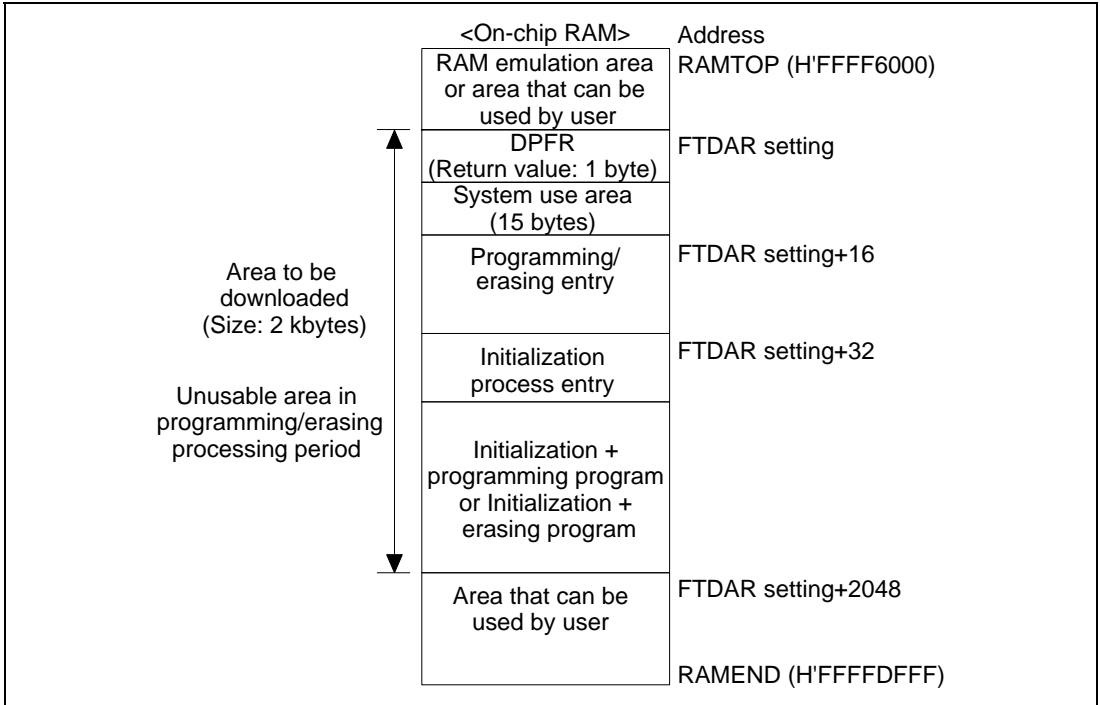 <On-chip RAM>
Address
RAM emulation area
or area that can be
used by user
RAMTOP (H'FFFF6000)
DPFR
(Return value: 1 byte)
FTDAR setting
System use area
(15 bytes)
Programming/
erasing entry
FTDAR setting+16
Area to be
downloaded
(Size: 2 kbytes)
Initialization
process entry
FTDAR setting+32
Unusable area in
programming/erasing
processing period
Initialization +
programming program
or Initialization +
erasing program
Area that can be
used by user
FTDAR setting+2048
RAMEND (H'FFFFDFFF)